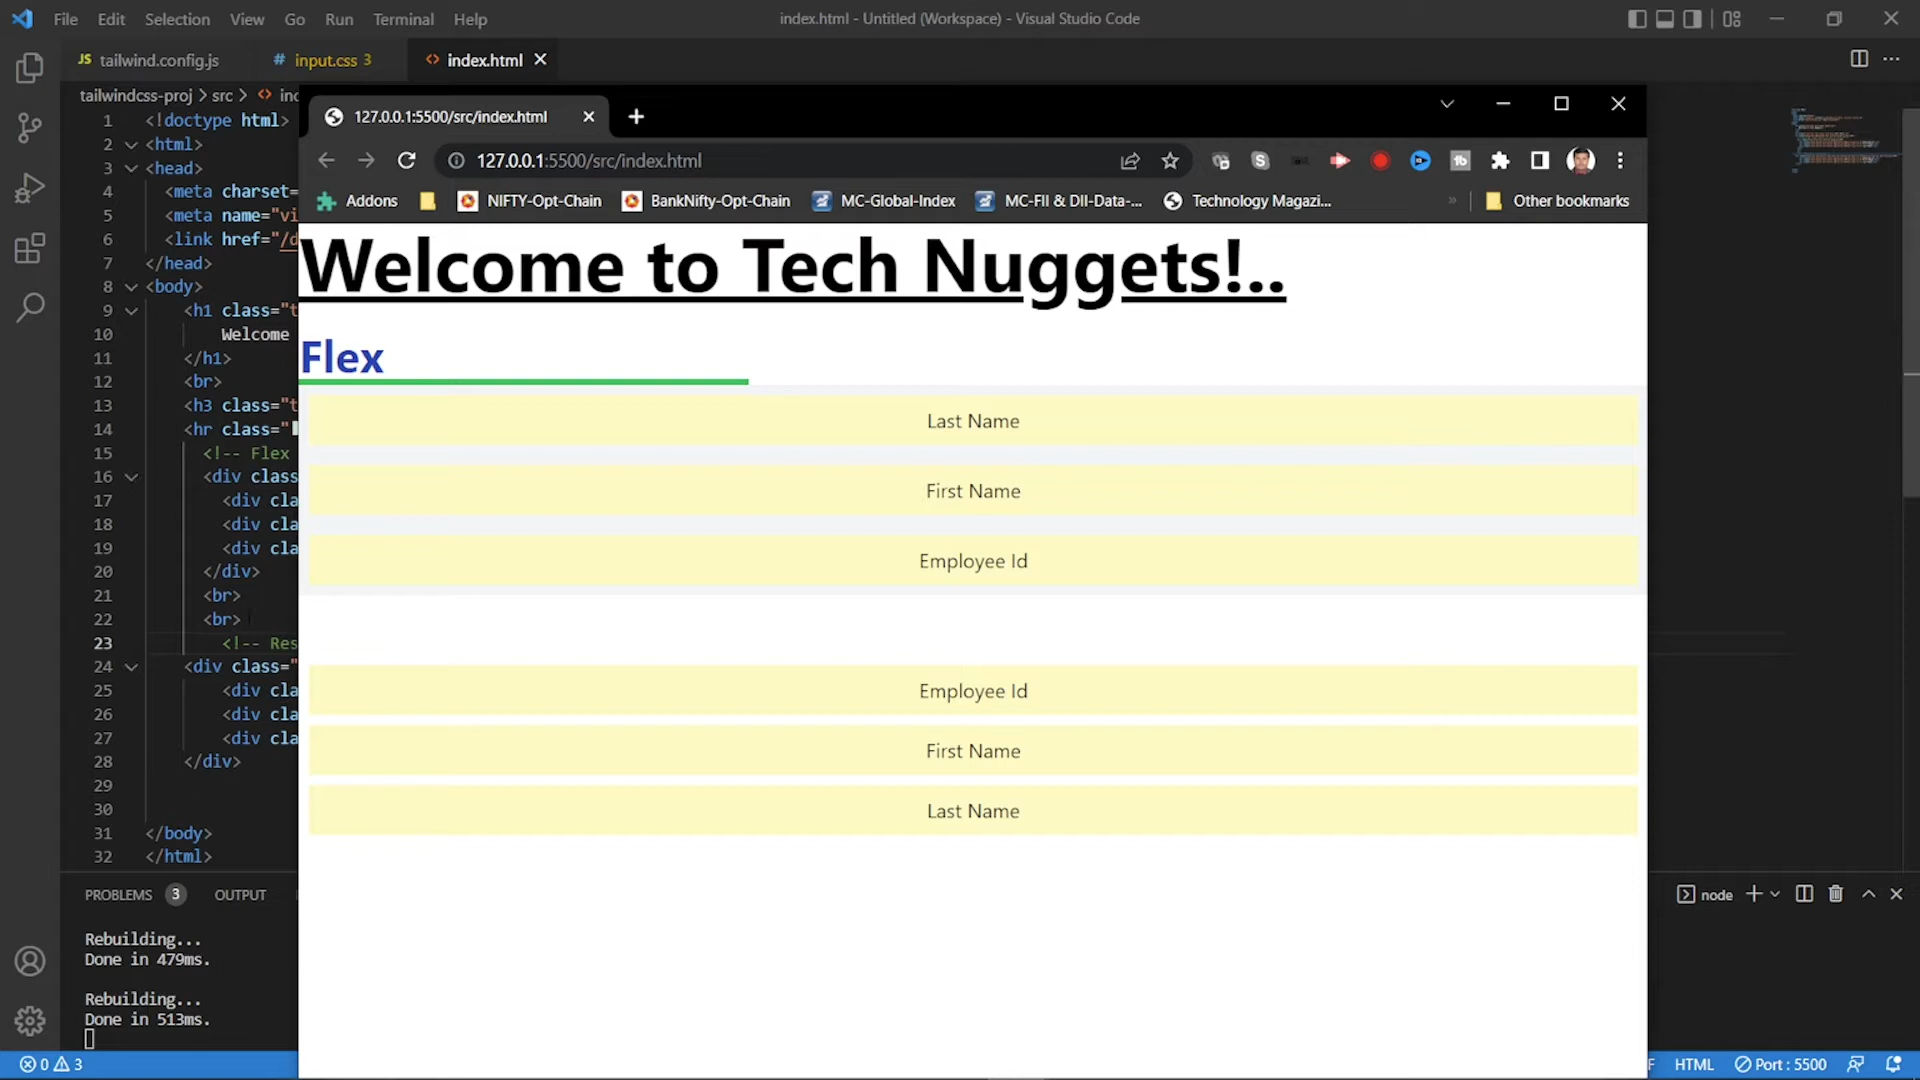 File Edit Selection View Go Run Terminal Help
index.html - Untitled (Workspace) - Visual Studio Code
JS tailwind.config.js
# input.css 3
<> index.html
tailwindcss-proj > src > <> ind
1 <!doctype html>
2 <html>
3 <head>
4 <meta charset=
5 <meta name="vi
6 <link href="/d
7 </head>
8 <body>
9 <h1 class="t
10 Welcome
11 </h1>
12 <br>
13 <h3 class="t
14 <hr class="
15 <!-- Flex
16 <div class
17 <div cla
18 <div cla
19 <div cla
20 </div>
21 <br>
22 <br>
23 <!-- Res
24 <div class="
25 <div cla
26 <div cla
27 <div cla
28 </div>
29
30
31 </body>
32 </html>
127.0.0.1:5500/src/index.html
127.0.0.1:5500/src/index.html
Addons
NIFTY-Opt-Chain
BankNifty-Opt-Chain
MC-Global-Index
MC-FII & DII-Data-...
Technology Magazi...
»
Other bookmarks
Welcome to Tech Nuggets!..
Flex
Last Name
First Name
Employee Id
Employee Id
First Name
Last Name
PROBLEMS 3 OUTPUT
node
Rebuilding...
Done in 479ms.
Rebuilding...
Done in 513ms.
0 3
HTML
Port : 5500